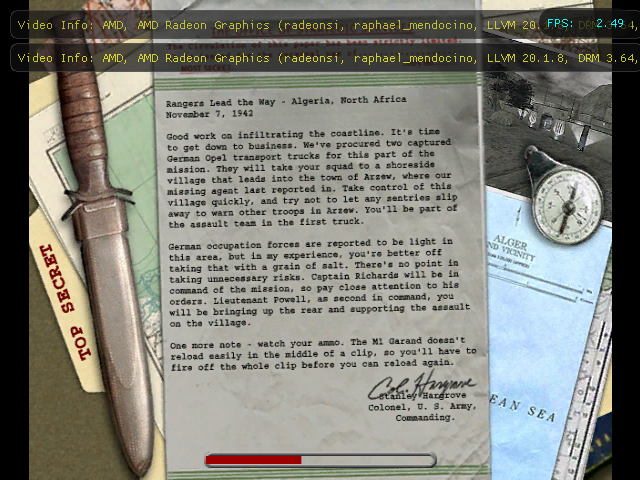 Video Info: AMD, AMD Radeon Graphics (radeonsi, raphael_mendocino, LLVM 20.
FPS: 2.49
The circulation of this paper has been strictly limited.
Video Info: AMD, AMD Radeon Graphics (radeonsi, raphael_mendocino, LLVM 20.1.8, DRM 3.64,
Rangers Lead the Way - Algeria, North Africa
November 7, 1942
Good work on infiltrating the coastline. It's time
to get down to business. We've procured two captured
German Opel transport trucks for this part of the
mission. They will take your squad to a shoreside
village that leads into the town of Arzew, where our
missing agent last reported in. Take control of this
village quickly, and try not to let any sentries slip
away to warn other troops in Arzew. You'll be part of
the assault team in the first truck.
German occupation forces are reported to be light in
this area, but in my experience, you're better off
taking that with a grain of salt. There's no point in
taking unnecessary risks. Captain Richards will be in
command of the mission, so pay close attention to his
orders. Lieutenant Powell, as second in command, you
will be bringing up the rear and supporting the assault
on the village.
One more note - watch your ammo. The M1 Garand doesn't
reload easily in the middle of a clip, so you'll have to
fire off the whole clip before you can reload again.
Col. Hargrove
Stanley Hargrove
Colonel, U. S. Army,
Commanding.
TOP SECRET
ALGER
ND VICINITY
EAN SEA